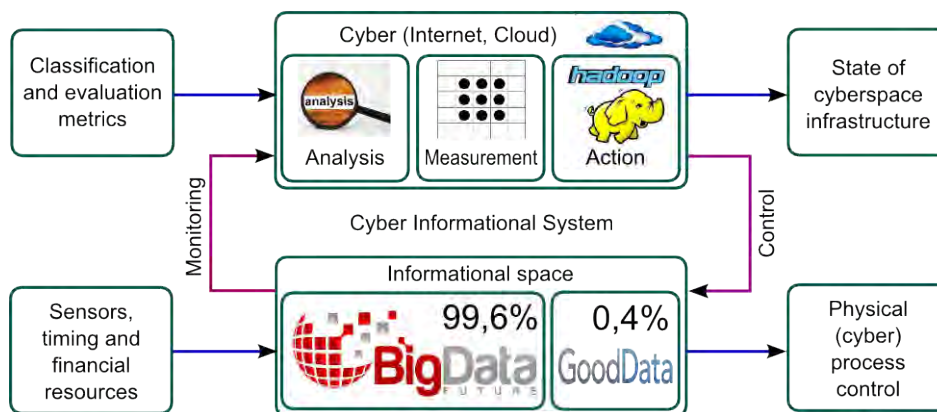 Classification
and evaluation
metrics
Cyber (Internet, Cloud)
analysis
Analysis
Measurement
hadoop
Action
State of
cyberspace
infrastructure
Monitoring
Cyber Informational System
Control
Sensors,
timing and
financial
resources
Informational space
99,6%
BigData
FUTURE
0,4%
GoodData
Physical
(cyber)
process
control